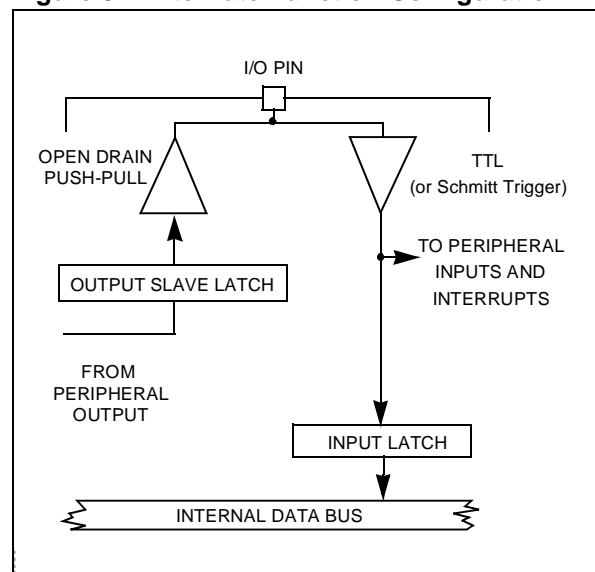 I/O PIN
OPEN DRAIN
PUSH-PULL
TTL
(or Schmitt Trigger)
TO PERIPHERAL
INPUTS AND
INTERRUPTS
OUTPUT SLAVE LATCH
FROM
PERIPHERAL
OUTPUT
INPUT LATCH
INTERNAL DATA BUS